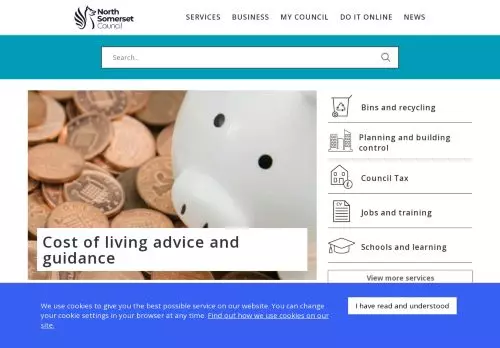 North
Somerset
Council
SERVICES BUSINESS MY COUNCIL DO IT ONLINE NEWS
Search...
Bins and recycling
Planning and building
control
Council Tax
CV
Jobs and training
Schools and learning
View more services
Cost of living advice and
guidance
We use cookies to give you the best possible service on our website. You can change
your cookie settings in your browser at any time. Find out how we use cookies on our
site.
I have read and understood